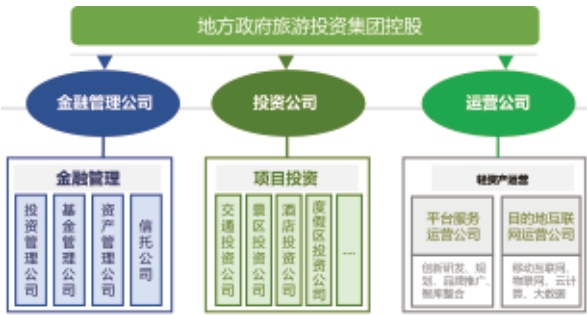 地方政府旅游投资集团控股
金融管理公司
投资公司
运营公司
金融管理
投资管理公司
基金管理公司
资产管理公司
信托公司
项目投资
交通投资公司
景区投资公司
酒店投资公司
度假区投资公司
……
轻资产运营
平台服务
运营公司
创新研发、规
划、品牌推广、
智库整合
目的地互联
网运营公司
移动互联网、
物联网、云计
算、大数据